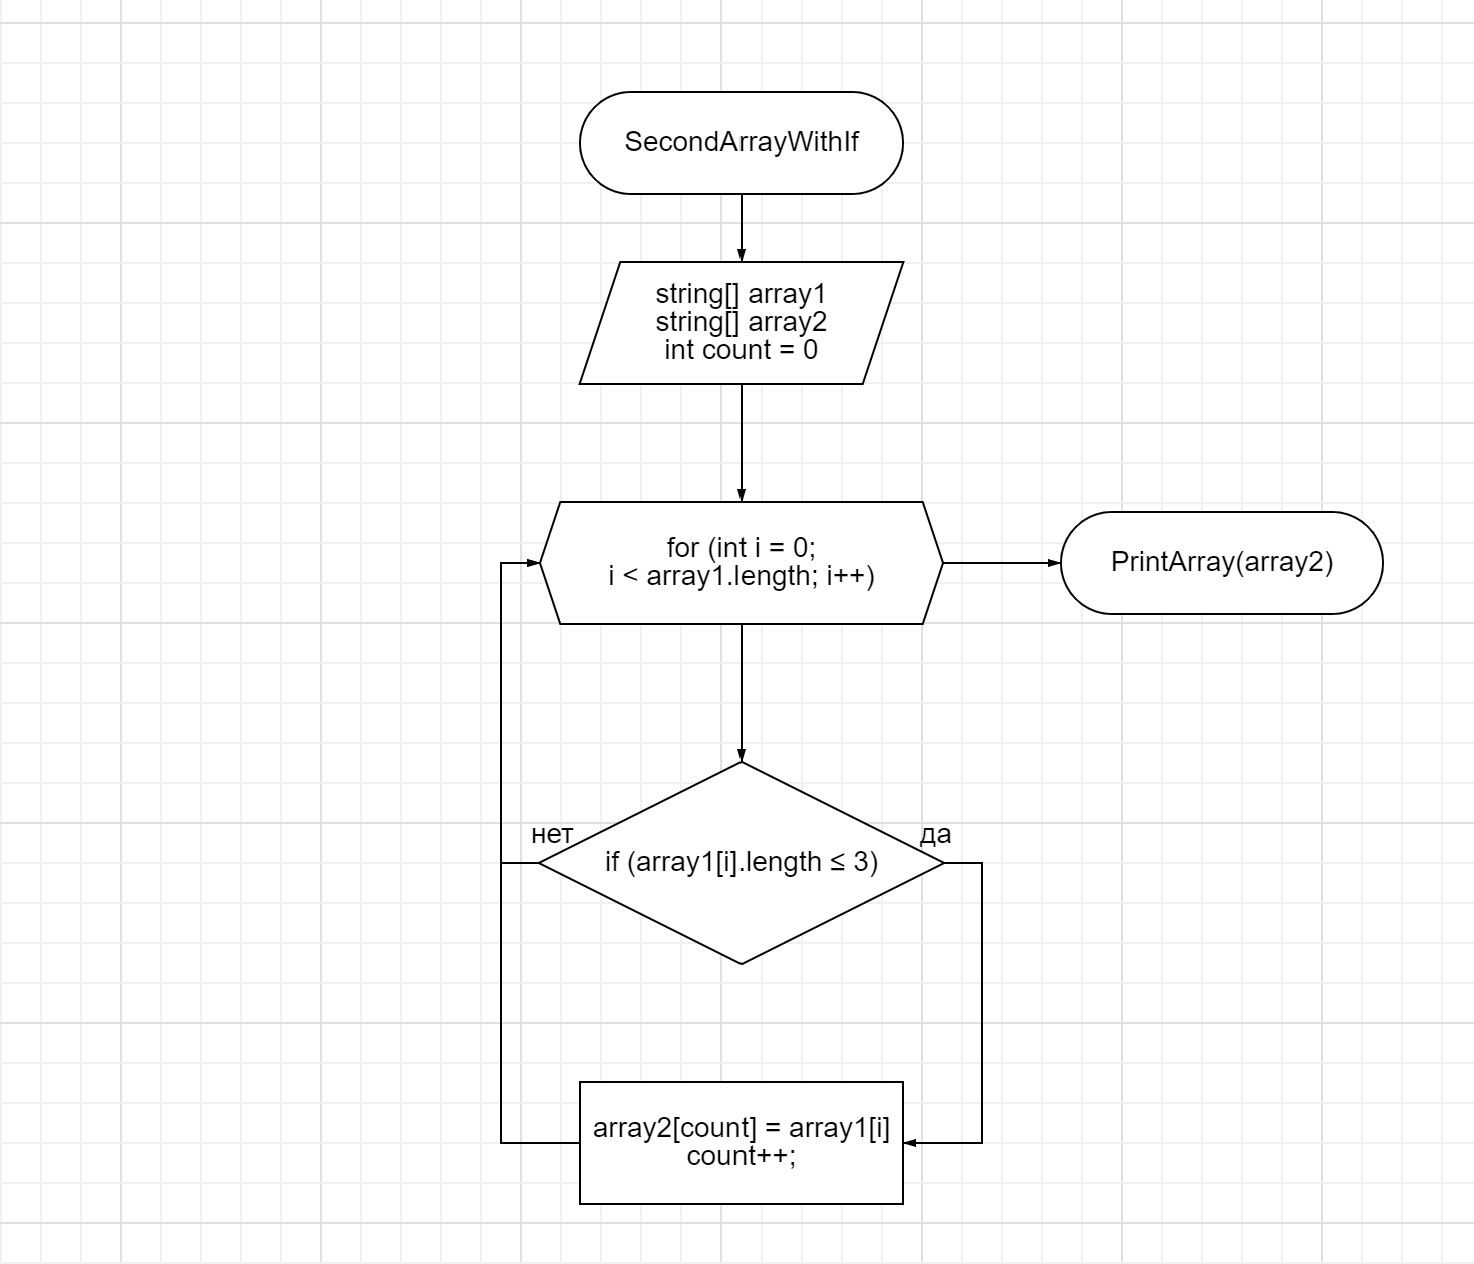 SecondArrayWithIf
string[] array1
string[] array2
int count = 0
for (int i = 0;
i < array1.length; i++)
PrintArray(array2)
нет
да
if (array1[i].length ≤ 3)
array2[count] = array1[i]
count++;